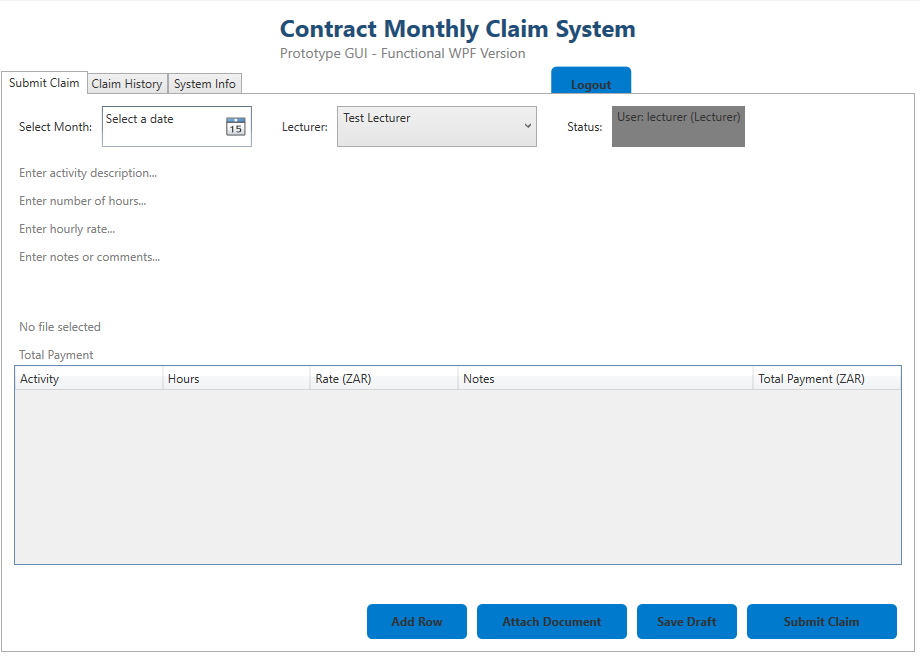 Contract Monthly Claim System
Prototype GUI - Functional WPF Version
Submit Claim Claim History System Info Logout
Select Month: Select a date 15 Lecturer: Test Lecturer Status: User: lecturer (Lecturer)
Enter activity description...
Enter number of hours...
Enter hourly rate...
Enter notes or comments...
No file selected
Total Payment
Activity Hours Rate (ZAR) Notes Total Payment (ZAR)
Add Row Attach Document Save Draft Submit Claim